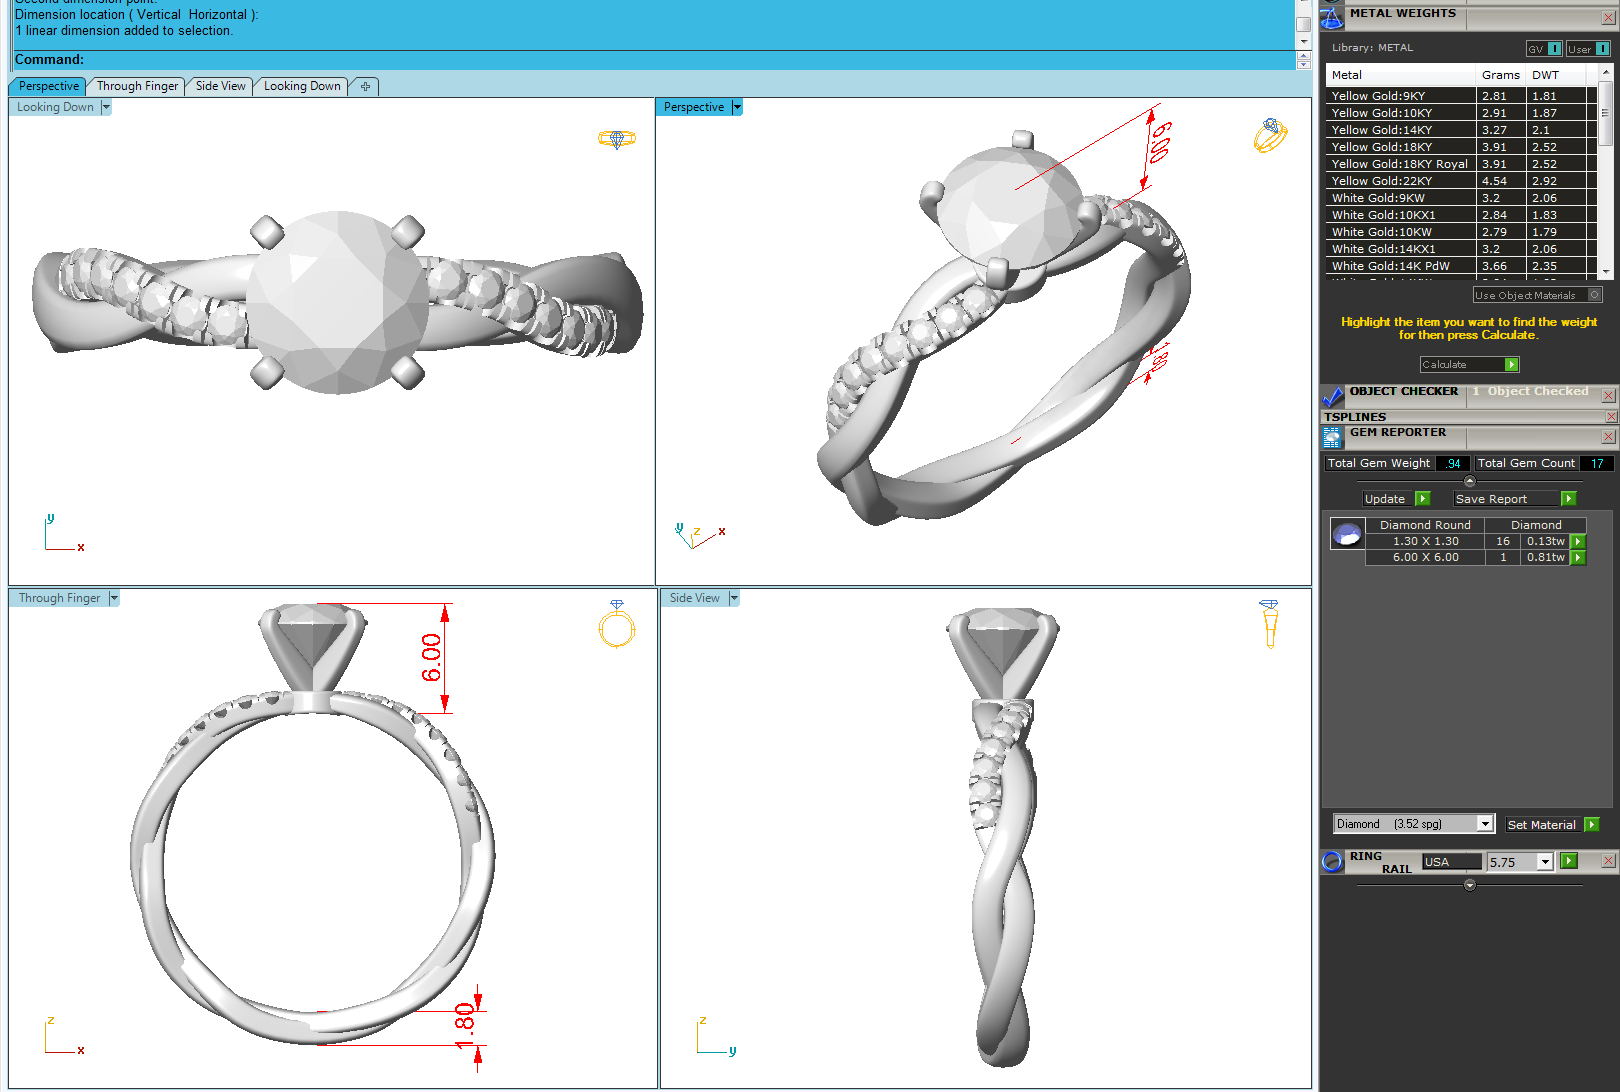 Second dimension point:
Dimension location ( Vertical  Horizontal ):
1 linear dimension added to selection.
Command:
Perspective
Through Finger
Side View
Looking Down
Looking Down
y
x
Perspective
6.00
1.80
y
z
x
Through Finger
6.00
1.80
z
x
Side View
z
y
METAL WEIGHTS
Library: METAL
GV
User
Metal Grams DWT
Yellow Gold:9KY 2.81 1.81
Yellow Gold:10KY 2.91 1.87
Yellow Gold:14KY 3.27 2.1
Yellow Gold:18KY 3.91 2.52
Yellow Gold:18KY Royal 3.91 2.52
Yellow Gold:22KY 4.54 2.92
White Gold:9KW 3.2 2.06
White Gold:10KX1 2.84 1.83
White Gold:10KW 2.79 1.79
White Gold:14KX1 3.2 2.06
White Gold:14K PdW 3.66 2.35
Use Object Materials
Highlight the item you want to find the weight
for then press Calculate.
Calculate
OBJECT CHECKER 1 Object Checked
TSPLINES
GEM REPORTER
Total Gem Weight .94 Total Gem Count 17
Update Save Report
Diamond Round Diamond
1.30 X 1.30 16 0.13tw
6.00 X 6.00 1 0.81tw
Diamond (3.52 spg) Set Material
RING
RAIL USA 5.75